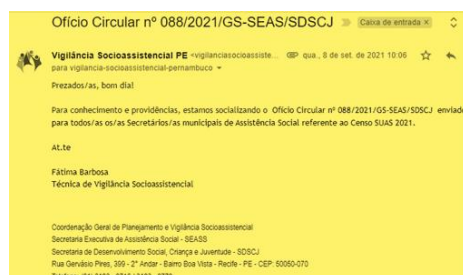 Ofício Circular nº 088/2021/GS-SEAS/SDSCJ Caixa de entrada ×
Vigilância Socioassistencial PE <vigilanciasocioassiste... qua., 8 de set. de 2021 10:06
para vigilancia-socioassistencial-pernambuco
Prezados/as, bom dia!
Para conhecimento e providências, estamos socializando o Ofício Circular nº 088/2021/GS-SEAS/SDSCJ enviado
para todos/as os/as Secretários/as municipais de Assistência Social referente ao Censo SUAS 2021.
At.te
Fátima Barbosa
Técnica de Vigilância Socioassistencial
Coordenação Geral de Planejamento e Vigilância Socioassistencial
Secretaria Executiva de Assistência Social - SEASS
Secretaria de Desenvolvimento Social, Criança e Juventude - SDSCJ
Rua Gervásio Pires, 399 - 2° Andar - Bairro Boa Vista - Recife - PE - CEP: 50050-070